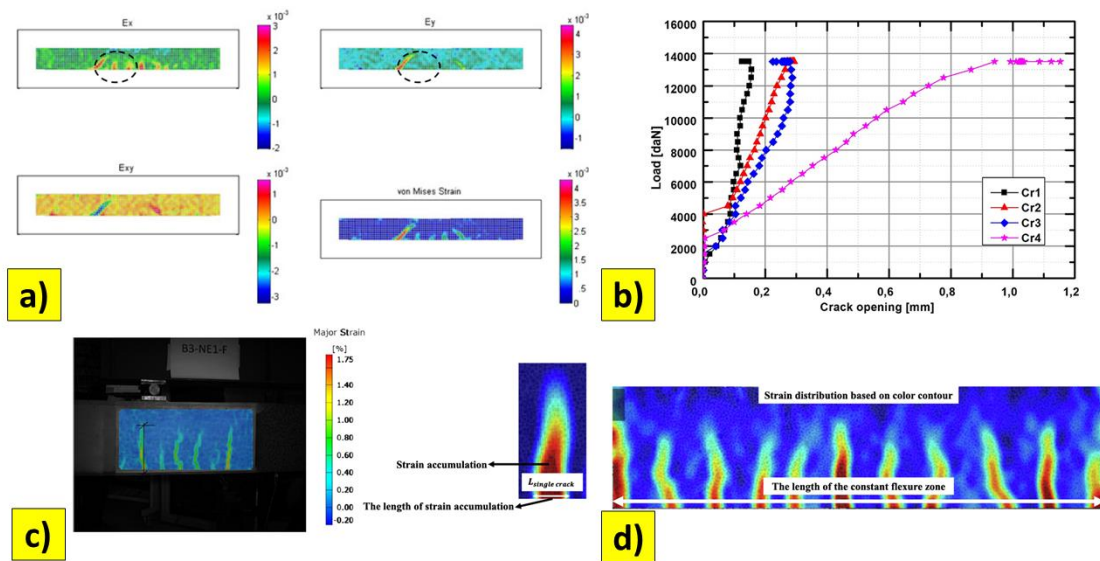 Ex
x 10⁻³
3
2
1
0
-1
-2
Ey
x 10⁻³
4
3
2
1
0
-1
Exy
x 10⁻³
1
0
-1
-2
-3
von Mises Strain
x 10⁻³
4
3.5
3
2.5
2
1.5
1
.5
0
a)
Load [daN]
16000
14000
12000
10000
8000
6000
4000
2000
0
0,0 0,2 0,4 0,6 0,8 1,0 1,2
Crack opening [mm]
Cr1
Cr2
Cr3
Cr4
b)
B3-NE1-F
Major Strain
[%]
1.75
1.40
1.20
1.00
0.80
0.60
0.40
0.20
0.00
-0.20
c)
Strain accumulation
L single crack
The length of strain accumulation
Strain distribution based on color contour
The length of the constant flexure zone
d)